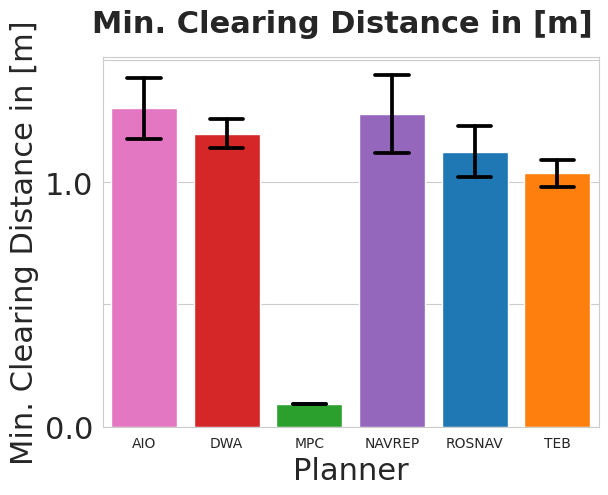 Min. Clearing Distance in [m]
Min. Clearing Distance in [m]
1.0
0.0
AIO DWA MPC NAVREP ROSNAV TEB
Planner